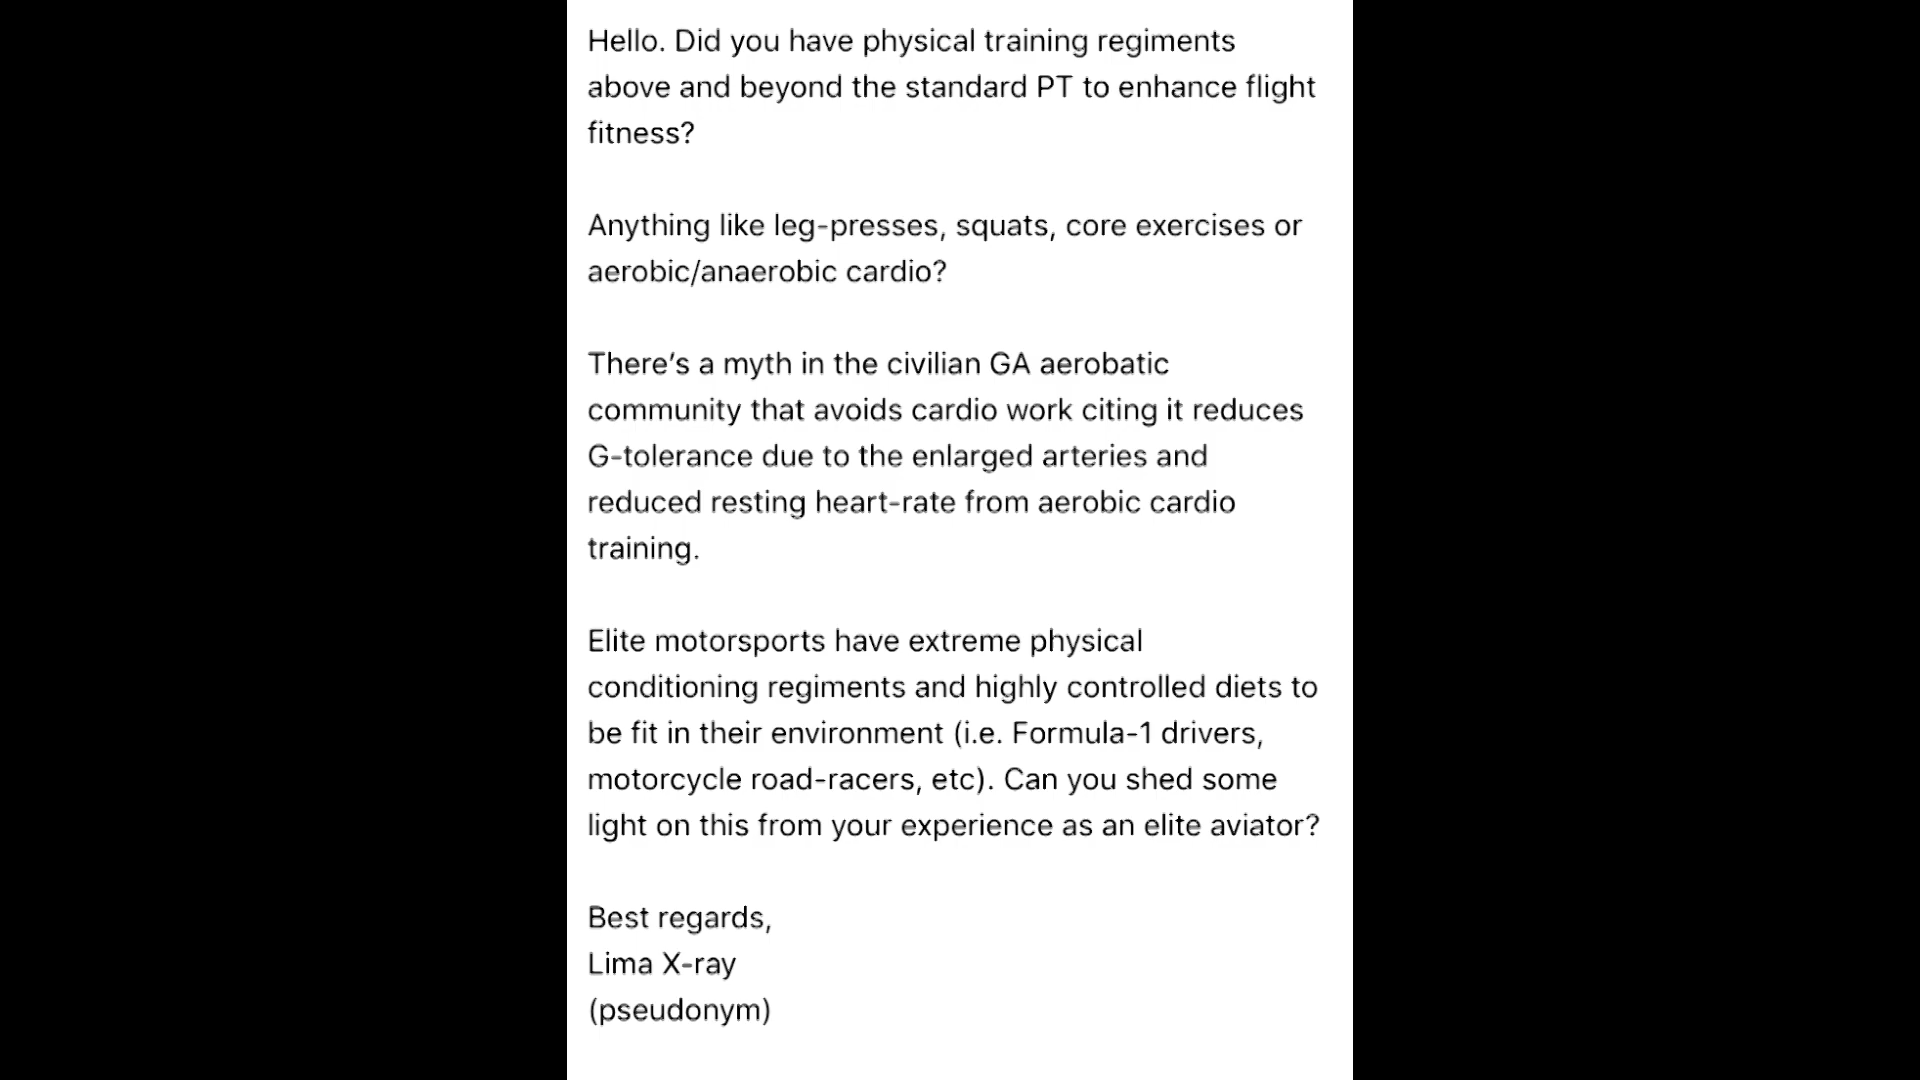 Hello. Did you have physical training regiments
above and beyond the standard PT to enhance flight
fitness?
Anything like leg-presses, squats, core exercises or
aerobic/anaerobic cardio?
There's a myth in the civilian GA aerobatic
community that avoids cardio work citing it reduces
G-tolerance due to the enlarged arteries and
reduced resting heart-rate from aerobic cardio
training.
Elite motorsports have extreme physical
conditioning regiments and highly controlled diets to
be fit in their environment (i.e. Formula-1 drivers,
motorcycle road-racers, etc). Can you shed some
light on this from your experience as an elite aviator?
Best regards,
Lima X-ray
(pseudonym)